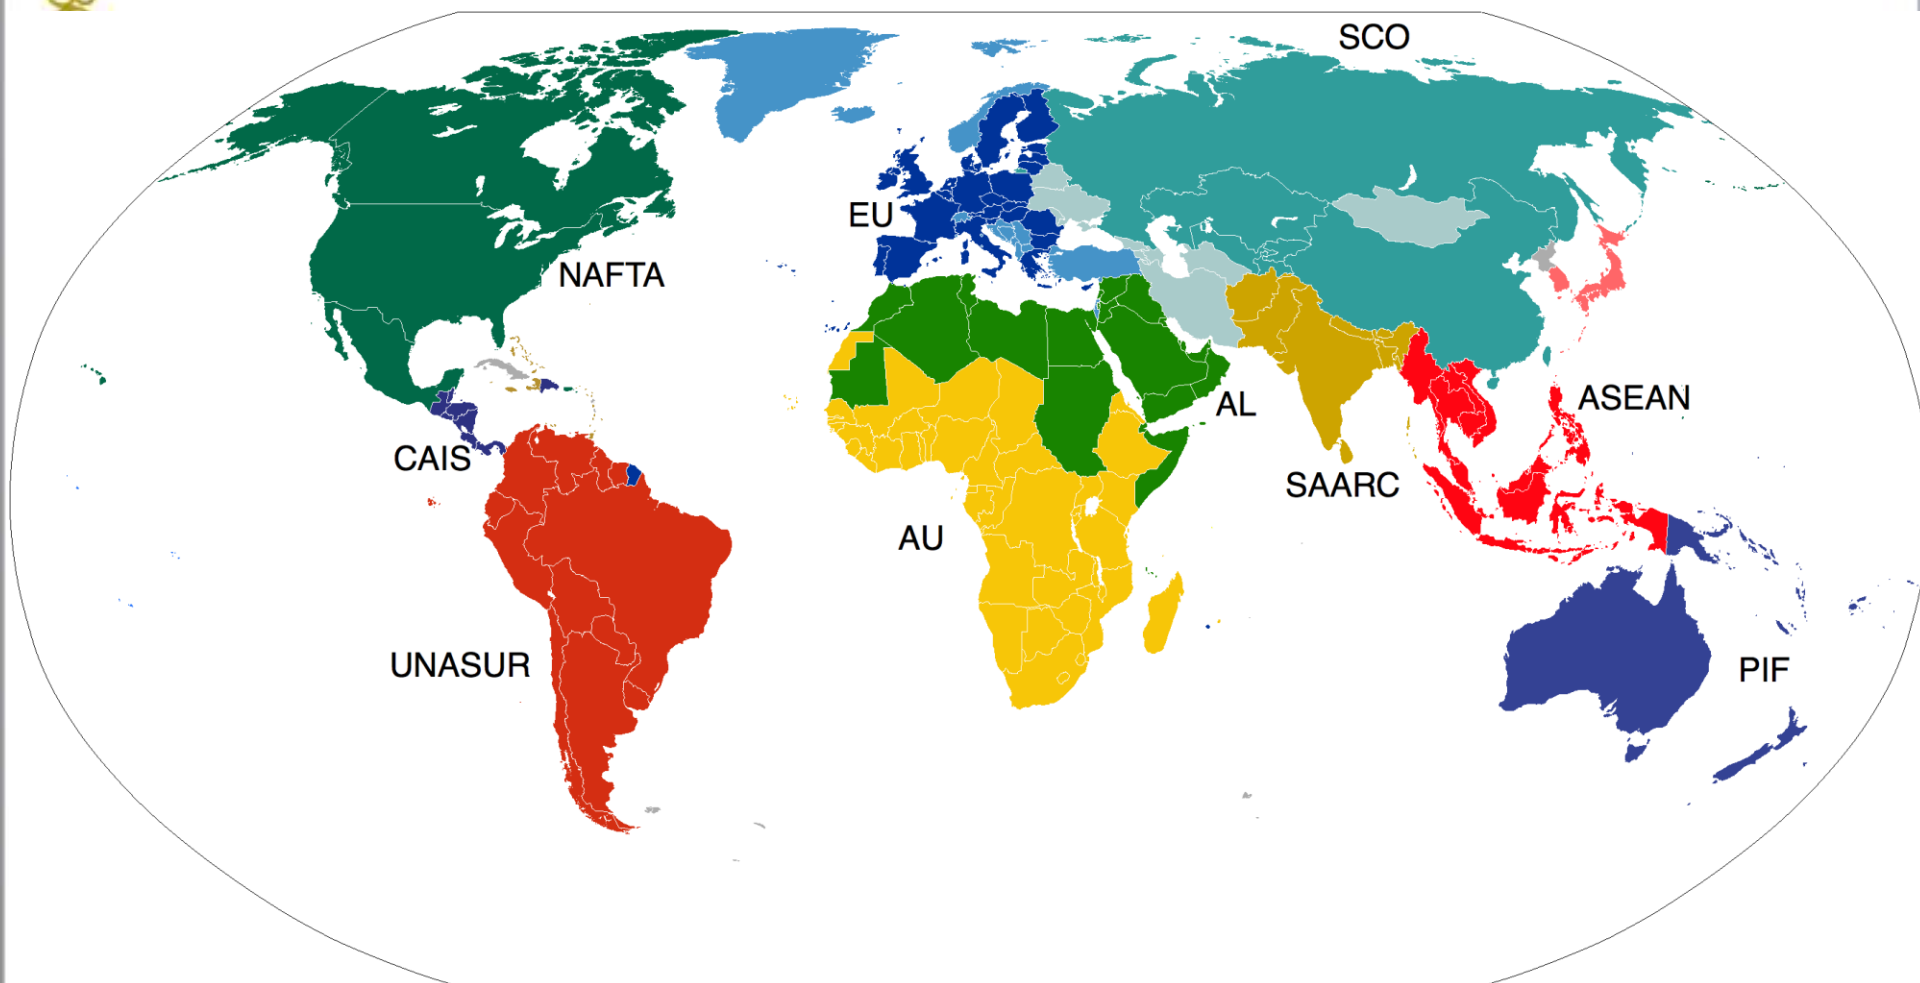 SCO
EU
NAFTA
ASEAN
AL
CAIS
SAARC
AU
UNASUR
PIF